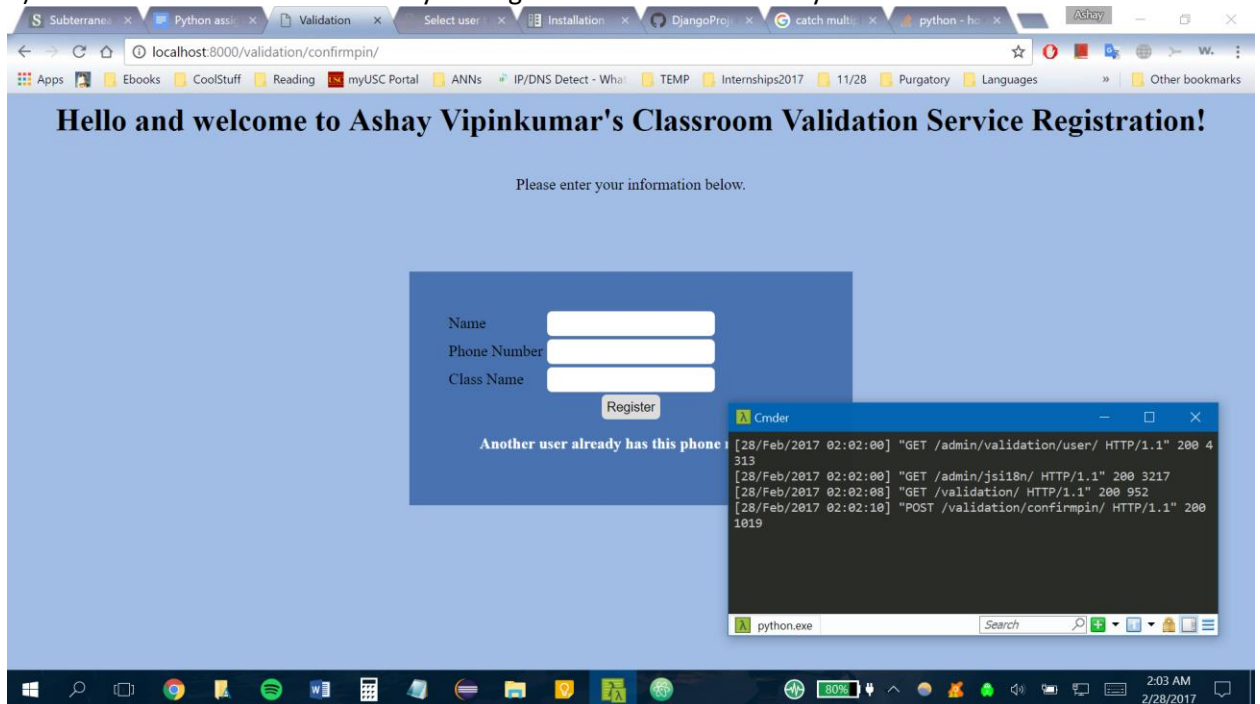 Subterranea Python assig Validation Select user t Installation DjangoProje catch multip python - ho Ashay
localhost:8000/validation/confirmpin/
Apps Ebooks CoolStuff Reading myUSC Portal ANNs IP/DNS Detect - What TEMP Internships2017 11/28 Purgatory Languages » Other bookmarks
Hello and welcome to Ashay Vipinkumar's Classroom Validation Service Registration!
Please enter your information below.
Name
Phone Number
Class Name
Register
Another user already has this phone
Cmder
[28/Feb/2017 02:02:00] "GET /admin/validation/user/ HTTP/1.1" 200 4
313
[28/Feb/2017 02:02:00] "GET /admin/jsi18n/ HTTP/1.1" 200 3217
[28/Feb/2017 02:02:08] "GET /validation/ HTTP/1.1" 200 952
[28/Feb/2017 02:02:10] "POST /validation/confirmpin/ HTTP/1.1" 200
1019
python.exe Search
80% 2:03 AM
2/28/2017